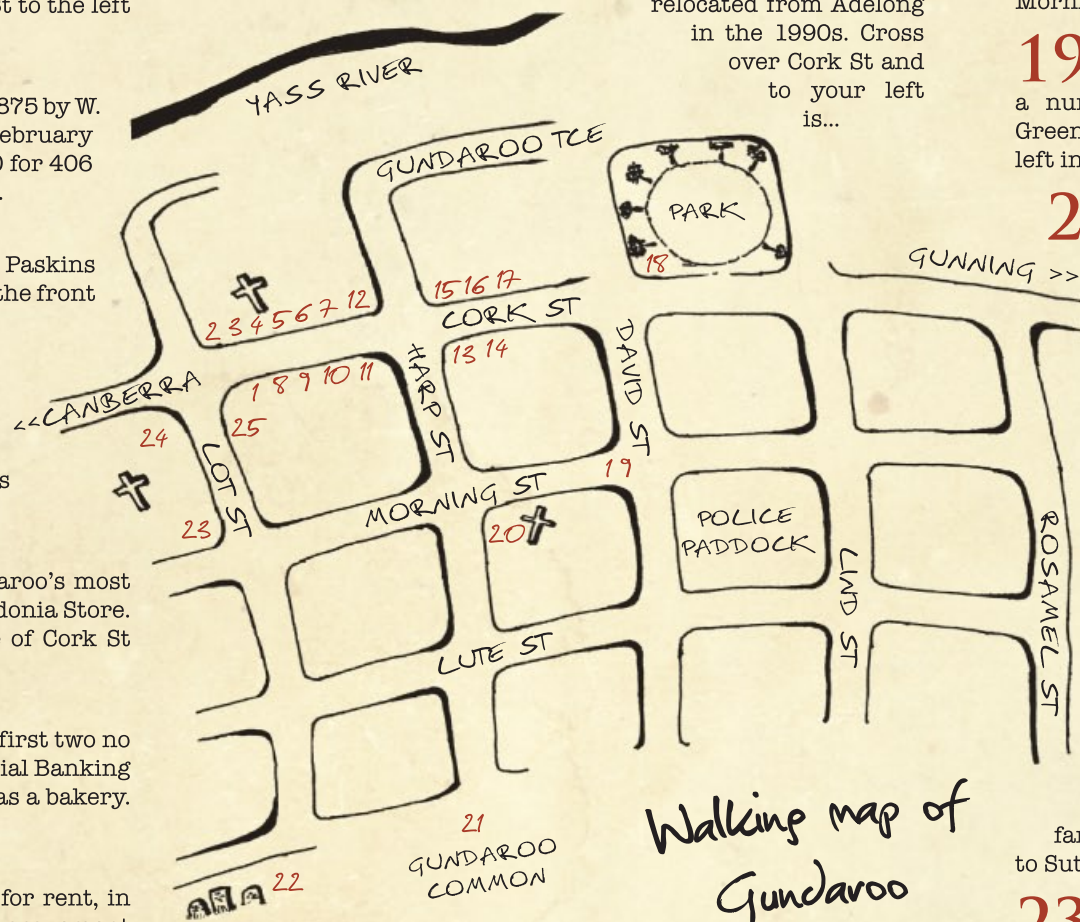 t to the left
875 by W.
ebruary
0 for 406
.
Paskins
the front
s
aroo's most
donia Store.
of Cork St
first two no
ial Banking
as a bakery.
for rent, in
relocated from Adelong
in the 1990s. Cross
over Cork St and
to your left
is...
19
a nu
Green
left in
2
YASS RIVER
GUNDAROO TCE
PARK
18
GUNNING >>
15 16 17
2 3 4 5 6 7 12
CORK ST
13 14
1 8 9 10 11
HARP ST
DAVID ST
<<CANBERRA
25
24
LOT ST
19
MORNING ST
23
20
POLICE
PADDOCK
LIND ST
ROSAMEL ST
LUTE ST
21
GUNDAROO
COMMON
22
Walking map of
Gundaroo
fa
to Sut
23